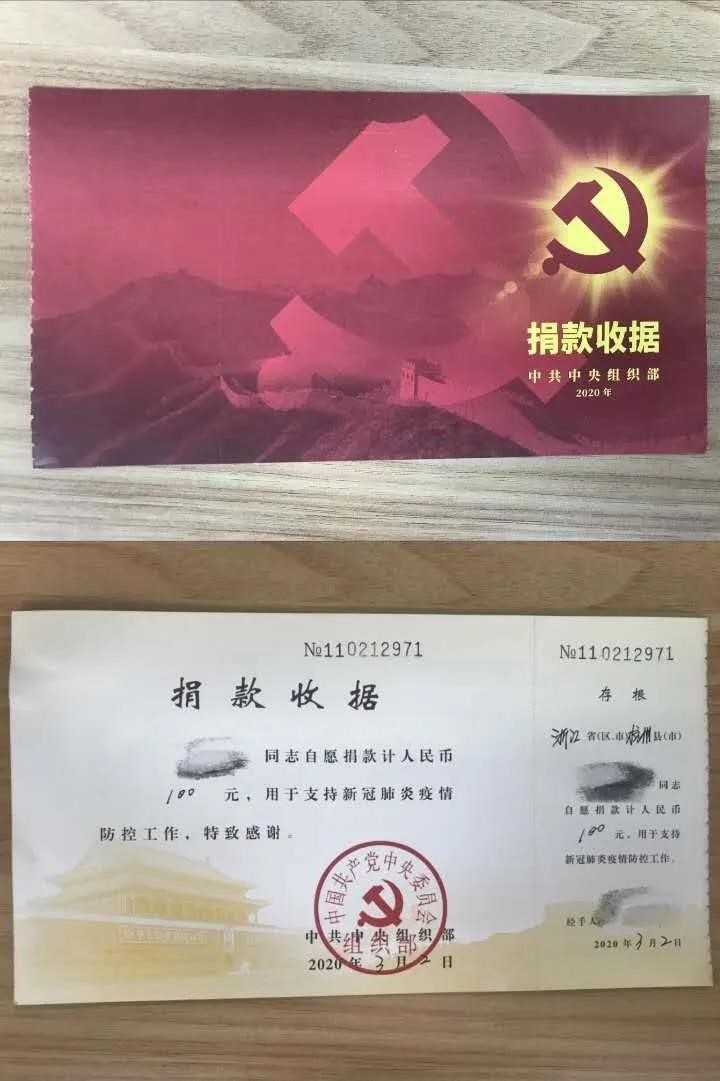 捐款收据
中共中央组织部
2020年
№110212971
捐款收据
同志自愿捐款计人民币
100 元，用于支持新冠肺炎疫情
防控工作，特致感谢。
中国共产党中央委员会
组织部
中共中央组织部
2020年3月2日
№110212971
存根
浙江省(区、市)杭州县(市)
同志
自愿捐款计人民币
100 元，用于支持
新冠肺炎疫情防控工作。
经手人
2020年3月2日